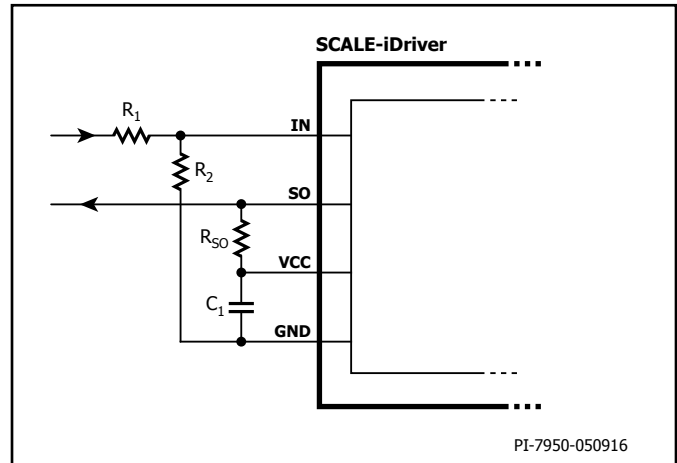 SCALE-iDriver
R1
IN
R2
SO
RSO
VCC
C1
GND
PI-7950-050916